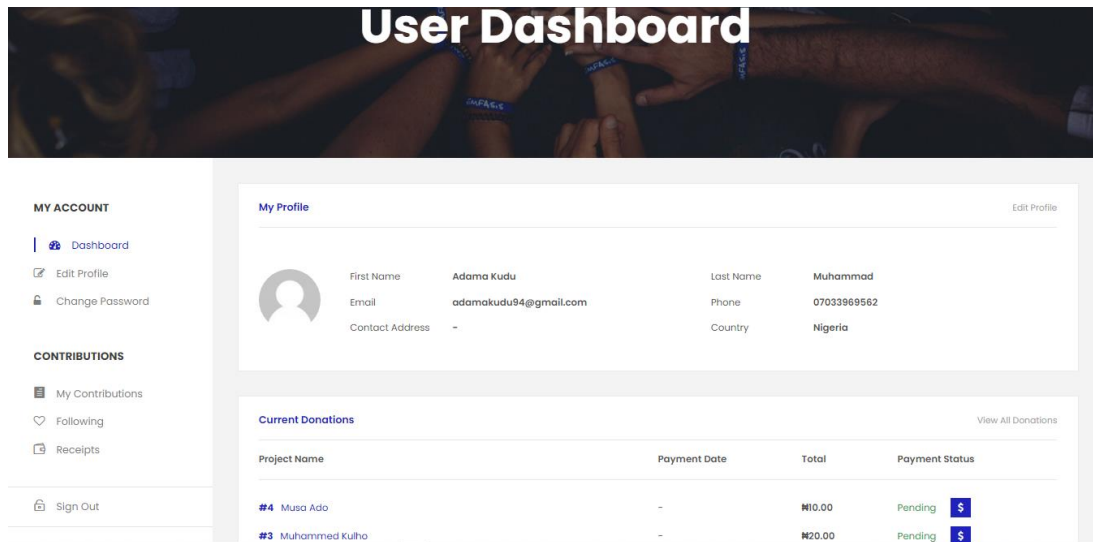 User Dashboard
IMPASIS
MY ACCOUNT
Dashboard
Edit Profile
Change Password
CONTRIBUTIONS
My Contributions
Following
Receipts
Sign Out
My Profile Edit Profile
First Name Adama Kudu Last Name Muhammad
Email adamakudu94@gmail.com Phone 07033969562
Contact Address - Country Nigeria
Current Donations View All Donations
Project Name Payment Date Total Payment Status
#4 Musa Ado - ₦10.00 Pending $
#3 Muhammed Kulho - ₦20.00 Pending $